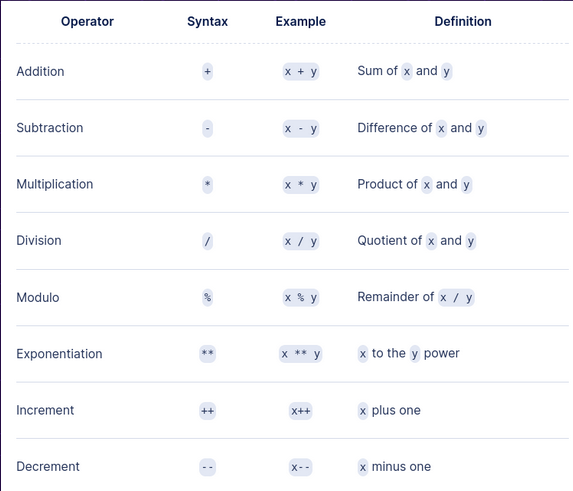 Operator Syntax Example Definition
Addition + x + y Sum of x and y
Subtraction - x - y Difference of x and y
Multiplication * x * y Product of x and y
Division / x / y Quotient of x and y
Modulo % x % y Remainder of x / y
Exponentiation ** x ** y x to the y power
Increment ++ x++ x plus one
Decrement -- x-- x minus one